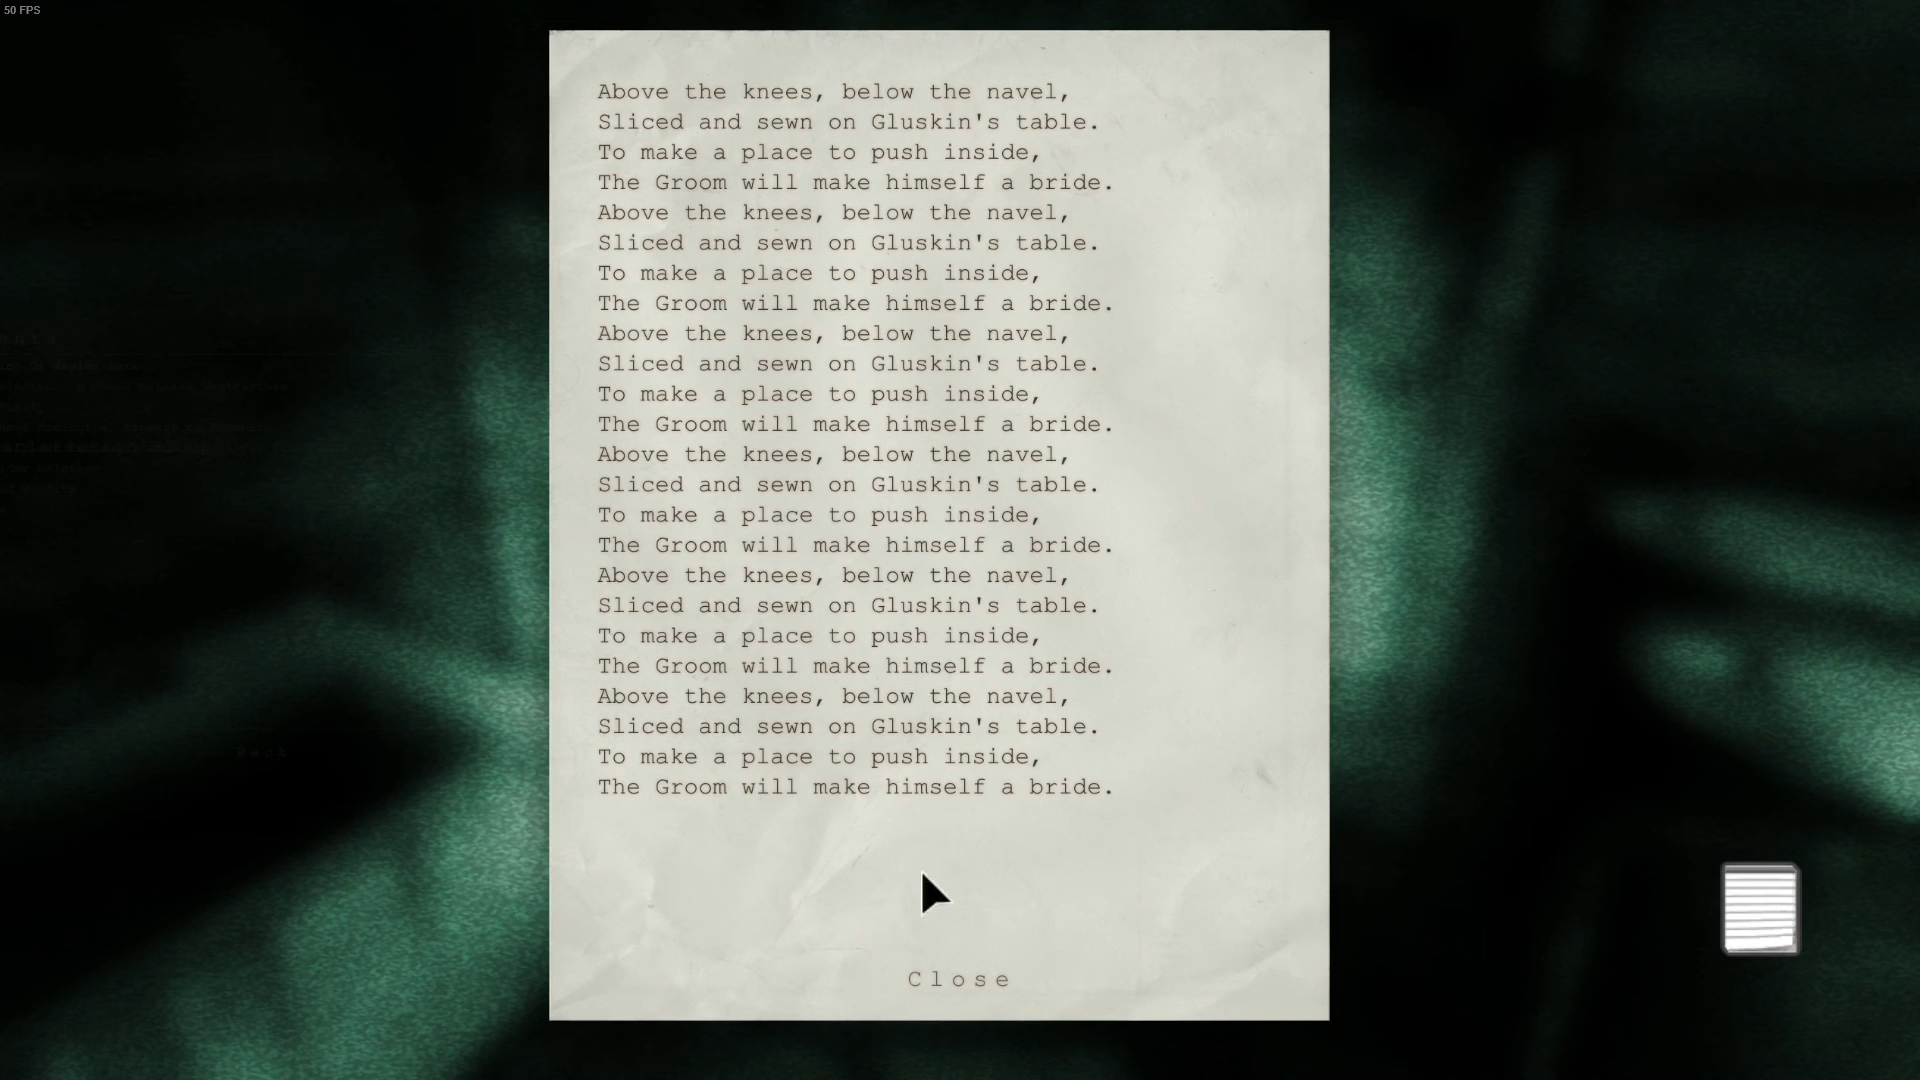 50 FPS
Above the knees, below the navel,
Sliced and sewn on Gluskin's table.
To make a place to push inside,
The Groom will make himself a bride.
Above the knees, below the navel,
Sliced and sewn on Gluskin's table.
To make a place to push inside,
The Groom will make himself a bride.
Above the knees, below the navel,
Sliced and sewn on Gluskin's table.
To make a place to push inside,
The Groom will make himself a bride.
Above the knees, below the navel,
Sliced and sewn on Gluskin's table.
To make a place to push inside,
The Groom will make himself a bride.
Above the knees, below the navel,
Sliced and sewn on Gluskin's table.
To make a place to push inside,
The Groom will make himself a bride.
Above the knees, below the navel,
Sliced and sewn on Gluskin's table.
To make a place to push inside,
The Groom will make himself a bride.
Back
Close